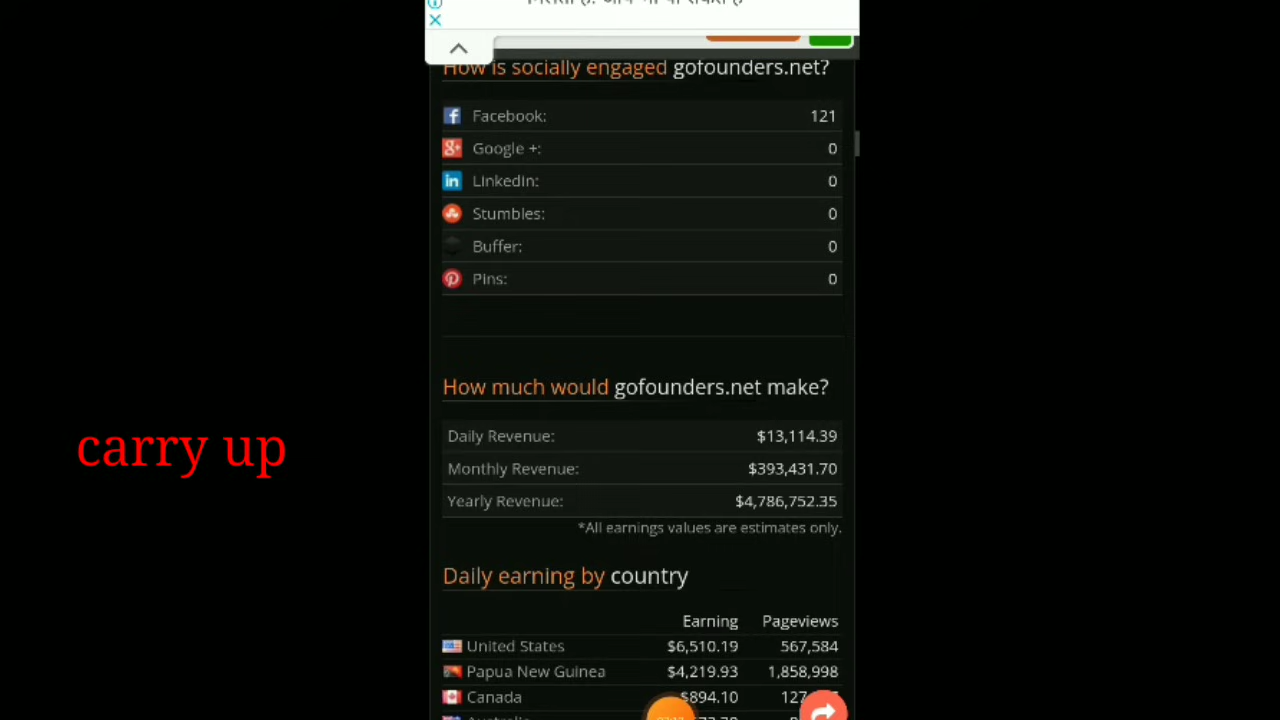 How is socially engaged gofounders.net?
Facebook: 121
Google +: 0
LinkedIn: 0
Stumbles: 0
Buffer: 0
Pins: 0
How much would gofounders.net make?
carry up
Daily Revenue: $13,114.39
Monthly Revenue: $393,431.70
Yearly Revenue: $4,786,752.35
*All earnings values are estimates only.
Daily earning by country
Earning Pageviews
United States $6,510.19 567,584
Papua New Guinea $4,219.93 1,858,998
Canada $894.10